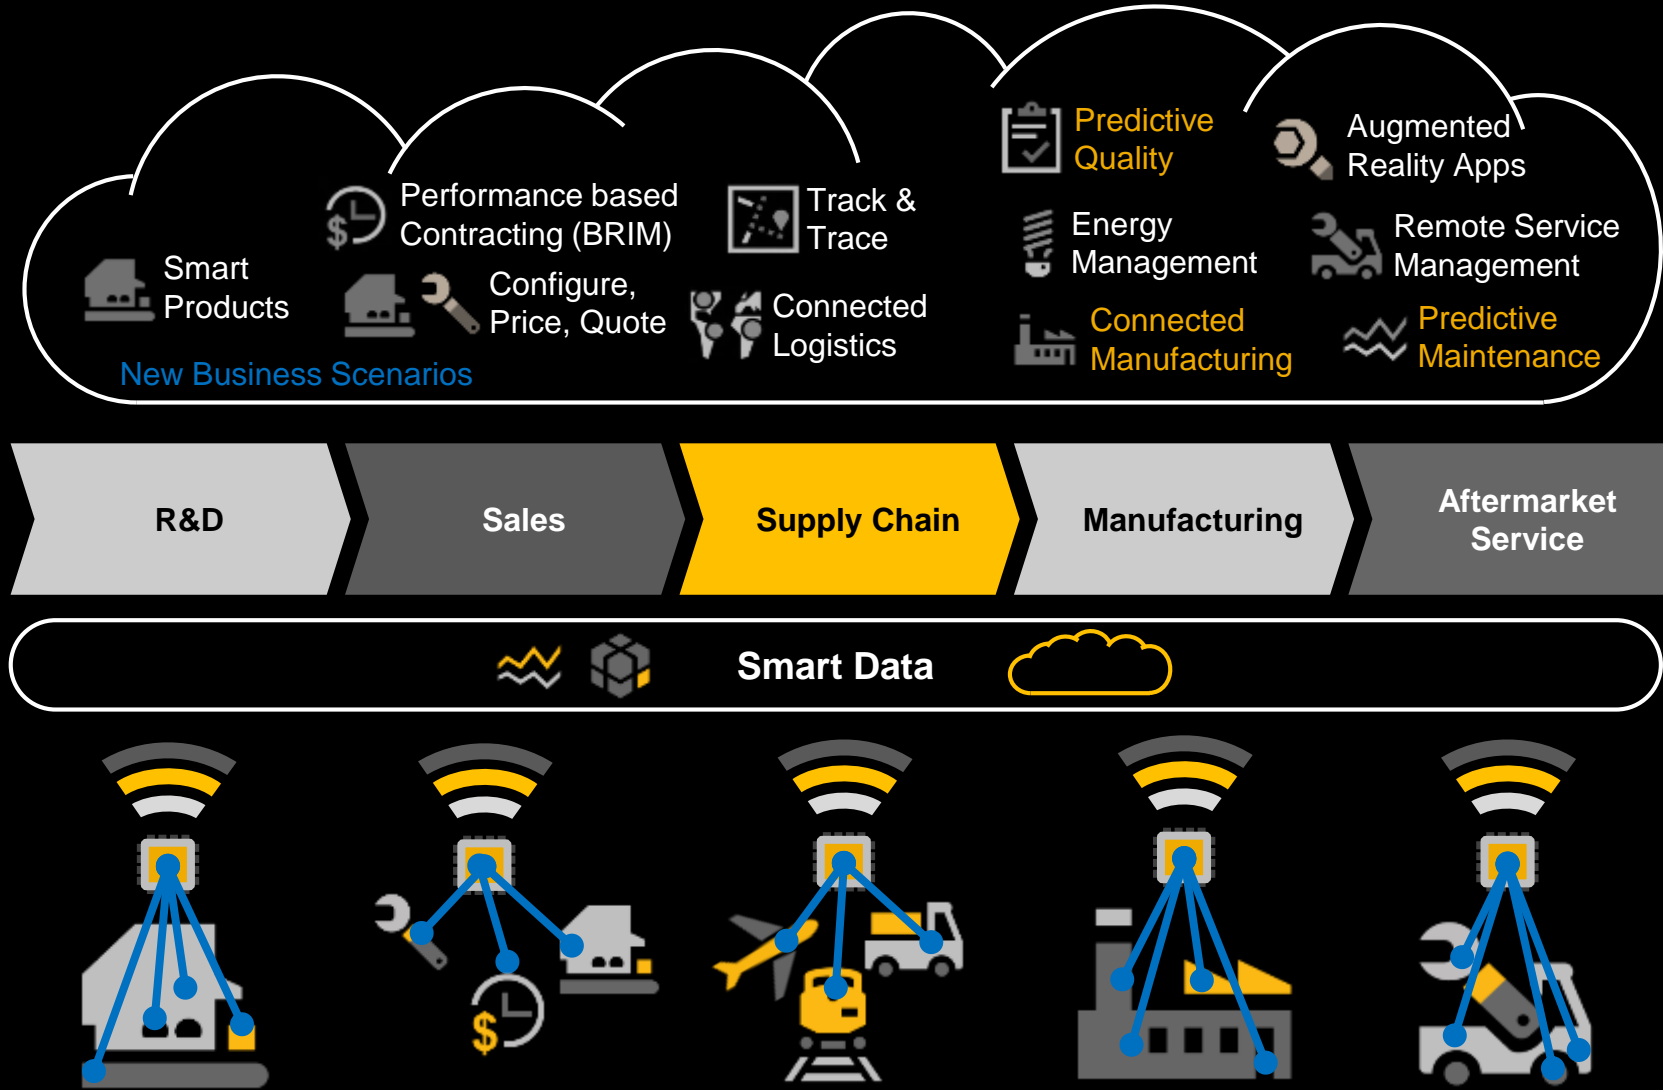 Smart
Products
Performance based
Contracting (BRIM)
Configure,
Price, Quote
Track &
Trace
Connected
Logistics
Predictive
Quality
Energy
Management
Connected
Manufacturing
Augmented
Reality Apps
Remote Service
Management
Predictive
Maintenance
New Business Scenarios
R&D
Sales
Supply Chain
Manufacturing
Aftermarket
Service
Smart Data
$
$